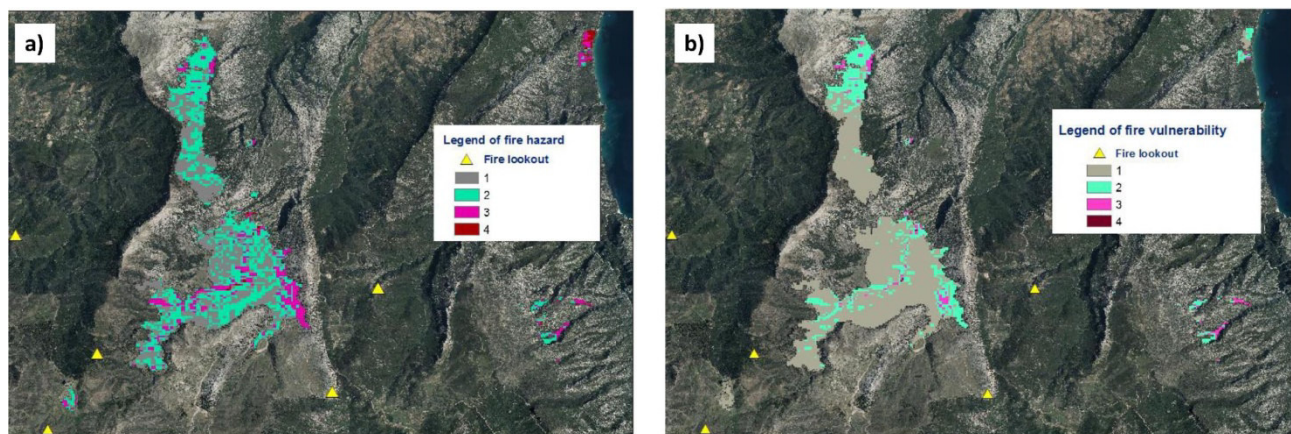 a)
Legend of fire hazard
Fire lookout
1
2
3
4
b)
Legend of fire vulnerability
Fire lookout
1
2
3
4